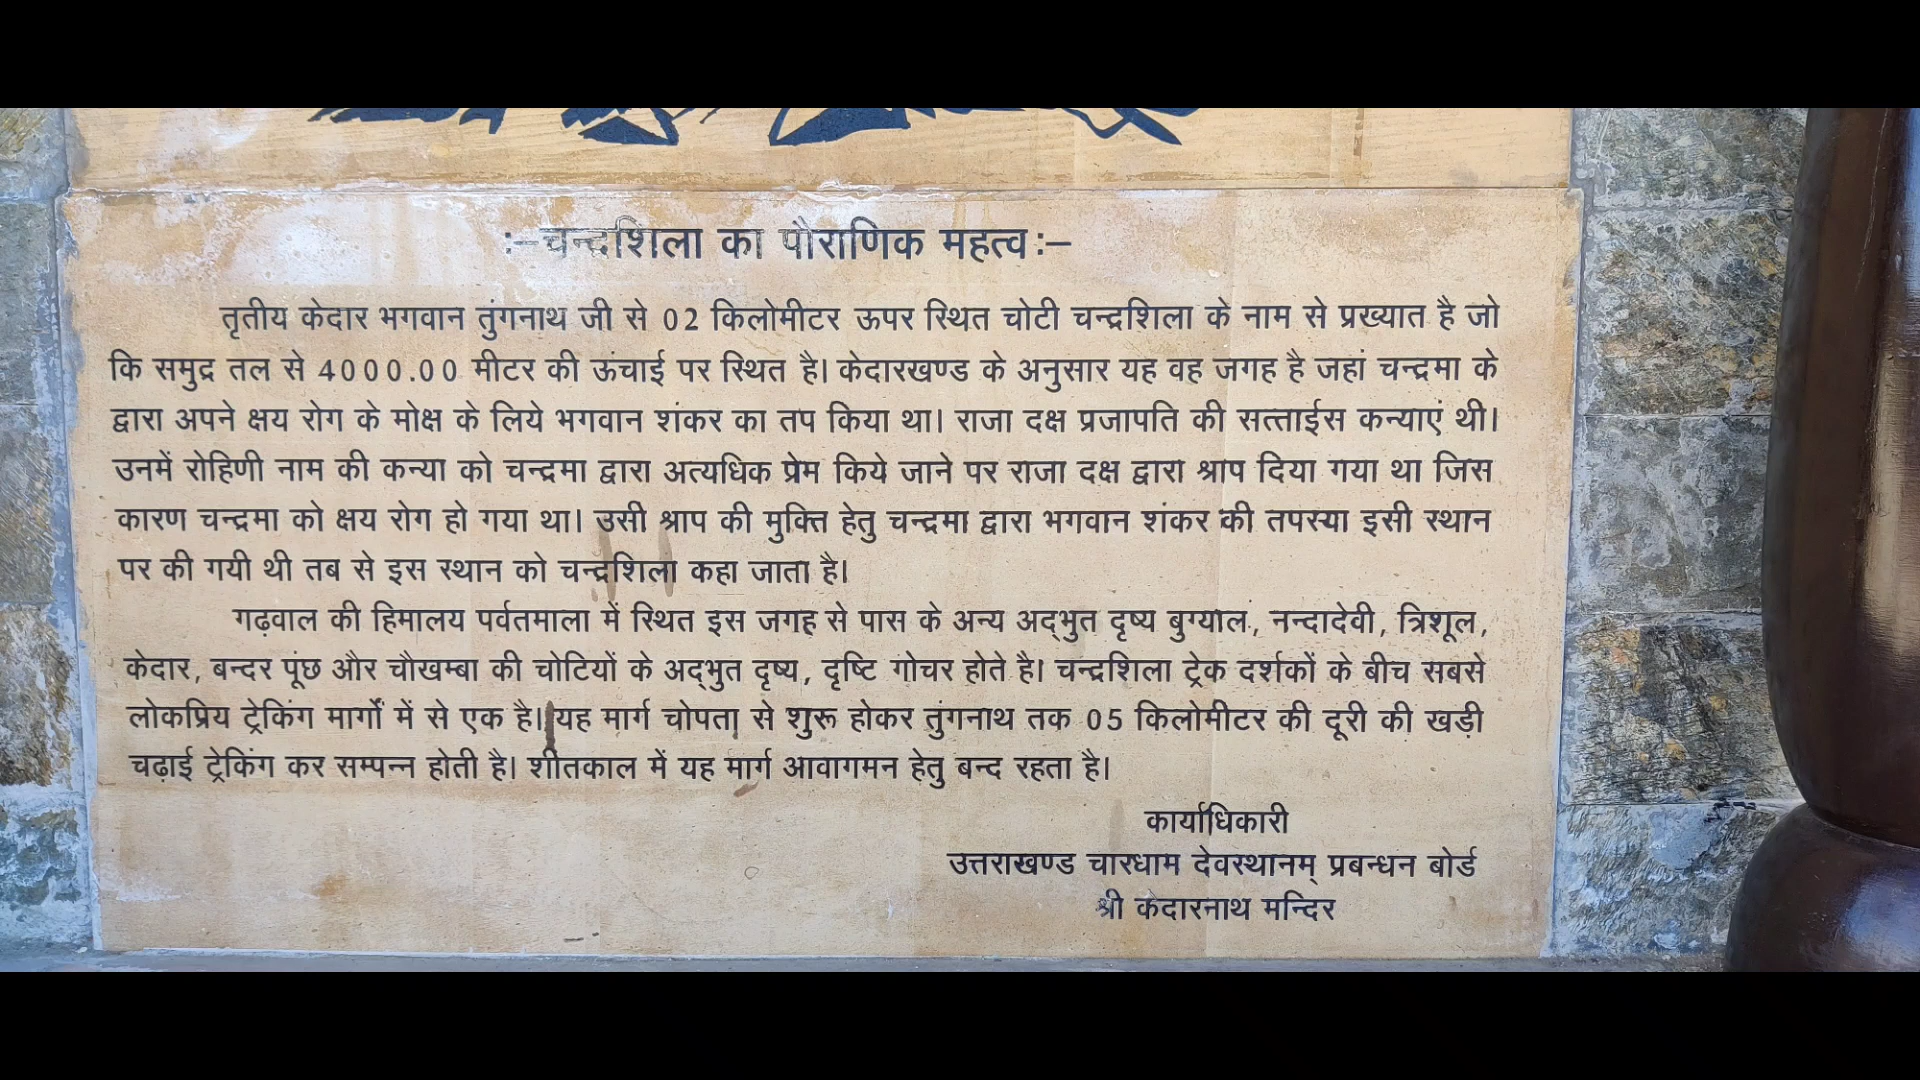 :–चन्द्रशिला का पौराणिक महत्व:–
तृतीय केदार भगवान तुंगनाथ जी से 02 किलोमीटर ऊपर स्थित चोटी चन्द्रशिला के नाम से प्रख्यात है जो
कि समुद्र तल से 4000.00 मीटर की ऊंचाई पर स्थित है। केदारखण्ड के अनुसार यह वह जगह है जहां चन्द्रमा के
द्वारा अपने क्षय रोग के मोक्ष के लिये भगवान शंकर का तप किया था। राजा दक्ष प्रजापति की सत्ताईस कन्याएं थी।
उनमें रोहिणी नाम की कन्या को चन्द्रमा द्वारा अत्यधिक प्रेम किये जाने पर राजा दक्ष द्वारा श्राप दिया गया था जिस
कारण चन्द्रमा को क्षय रोग हो गया था। उसी श्राप की मुक्ति हेतु चन्द्रमा द्वारा भगवान शंकर की तपस्या इसी स्थान
पर की गयी थी तब से इस स्थान को चन्द्रशिला कहा जाता है।
गढ़वाल की हिमालय पर्वतमाला में स्थित इस जगह से पास के अन्य अद्‌भुत दृष्य बुग्याल, नन्दादेवी, त्रिशूल,
केदार, बन्दर पूंछ और चौखम्बा की चोटियों के अद्‌भुत दृष्य, दृष्टि गोचर होते है। चन्द्रशिला ट्रेक दर्शकों के बीच सबसे
लोकप्रिय ट्रेकिंग मार्गों में से एक है। यह मार्ग चोपता से शुरू होकर तुंगनाथ तक 05 किलोमीटर की दूरी की खड़ी
चढ़ाई ट्रेकिंग कर सम्पन्न होती है। शीतकाल में यह मार्ग आवागमन हेतु बन्द रहता है।
कार्याधिकारी
उत्तराखण्ड चारधाम देवस्थानम् प्रबन्धन बोर्ड
श्री केदारनाथ मन्दिर